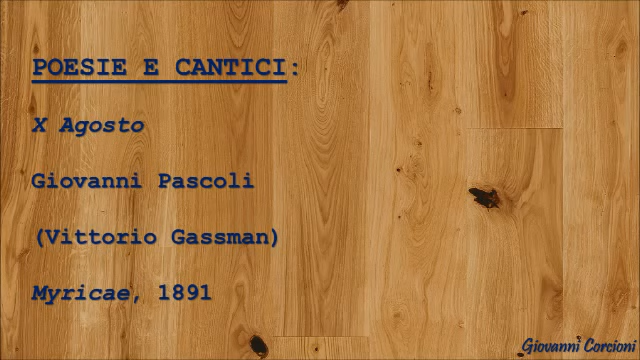 POESIE E CANTICI:
X Agosto
Giovanni Pascoli
(Vittorio Gassman)
Myricae, 1891
Giovanni Corcioni